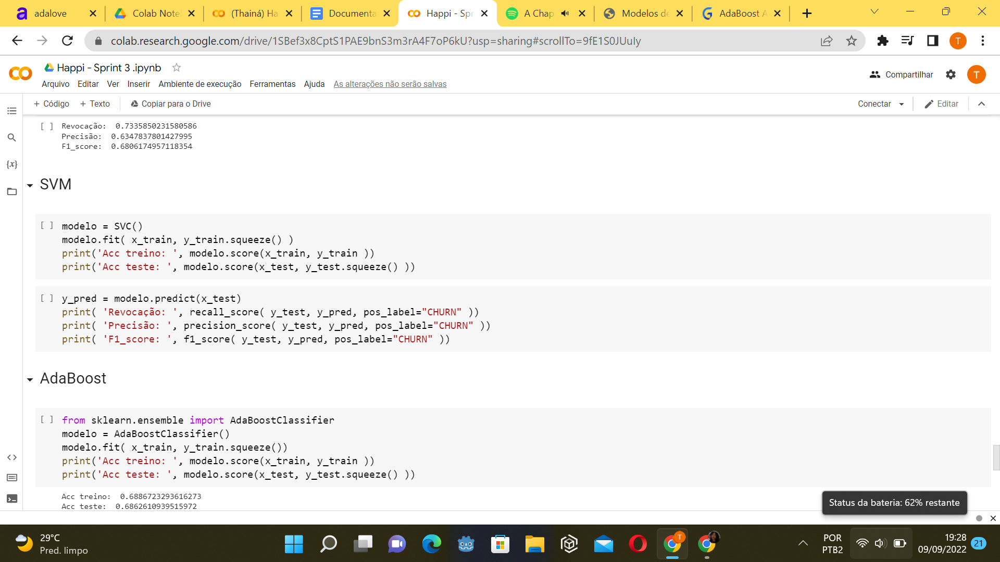 adalove
Colab Note
(Thainá) Ha
Documenta
Happi - Spr
A Chap
Modelos de
AdaBoost A
colab.research.google.com/drive/1SBef3x8CptS1PAE9bnS3m3rA4F7oP6kU?usp=sharing#scrollTo=9fE1S0JUuIy
T
Happi - Sprint 3 .ipynb
Arquivo Editar Ver Inserir Ambiente de execução Ferramentas Ajuda As alterações não serão salvas
Compartilhar
T
+ Código + Texto Copiar para o Drive
Conectar Editar
[ ] Revocação: 0.7335850231580586
Precisão: 0.6347837801427995
F1_score: 0.6806174957118354
{x}
SVM
[ ] modelo = SVC()
modelo.fit( x_train, y_train.squeeze() )
print('Acc treino: ', modelo.score(x_train, y_train ))
print('Acc teste: ', modelo.score(x_test, y_test.squeeze() ))
[ ] y_pred = modelo.predict(x_test)
print( 'Revocação: ', recall_score( y_test, y_pred, pos_label="CHURN" ))
print( 'Precisão: ', precision_score( y_test, y_pred, pos_label="CHURN" ))
print( 'F1_score: ', f1_score( y_test, y_pred, pos_label="CHURN" ))
AdaBoost
[ ] from sklearn.ensemble import AdaBoostClassifier
modelo = AdaBoostClassifier()
modelo.fit( x_train, y_train.squeeze())
print('Acc treino: ', modelo.score(x_train, y_train ))
print('Acc teste: ', modelo.score(x_test, y_test.squeeze() ))
Acc treino: 0.6886723293616273
Acc teste: 0.6862610939515972
Status da bateria: 62% restante
29°C
Pred. limpo
T
POR
PTB2
19:28
09/09/2022
21